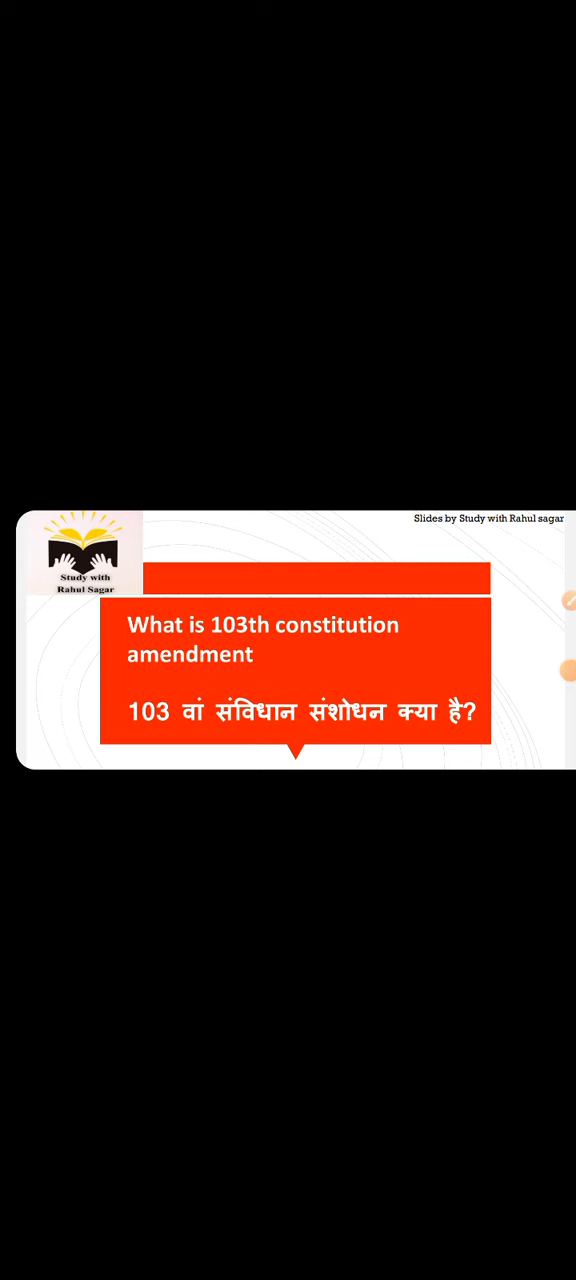 Slides by Study with Rahul sagar
Study with
Rahul Sagar
What is 103th constitution
amendment
103 वां संविधान संशोधन क्या है?